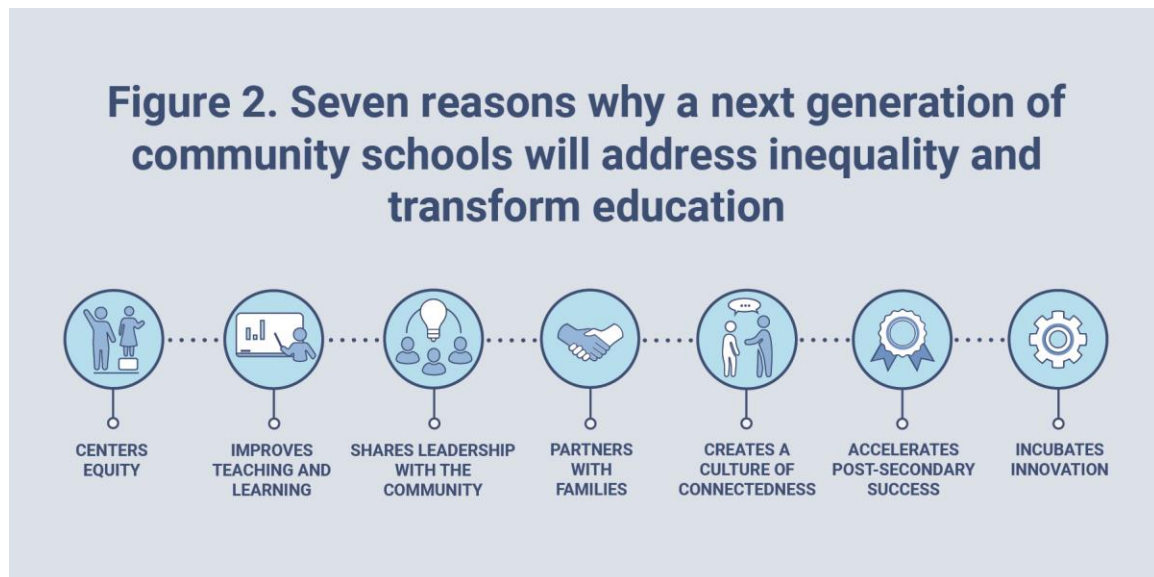 Figure 2. Seven reasons why a next generation of
community schools will address inequality and
transform education
CENTERS
EQUITY
IMPROVES
TEACHING AND
LEARNING
SHARES LEADERSHIP
WITH THE
COMMUNITY
PARTNERS
WITH
FAMILIES
CREATES A
CULTURE OF
CONNECTEDNESS
ACCELERATES
POST-SECONDARY
SUCCESS
INCUBATES
INNOVATION